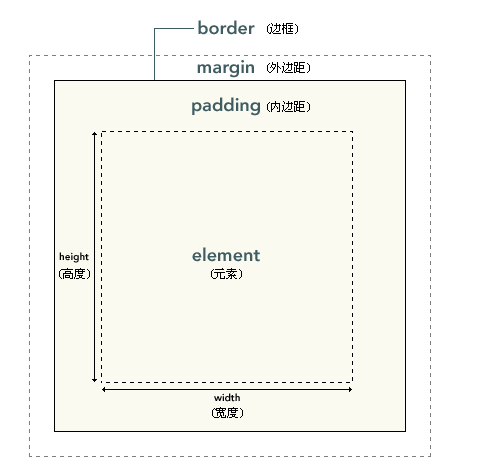 border (边框)
margin (外边距)
padding (内边距)
element
(元素)
height
(高度)
width
(宽度)